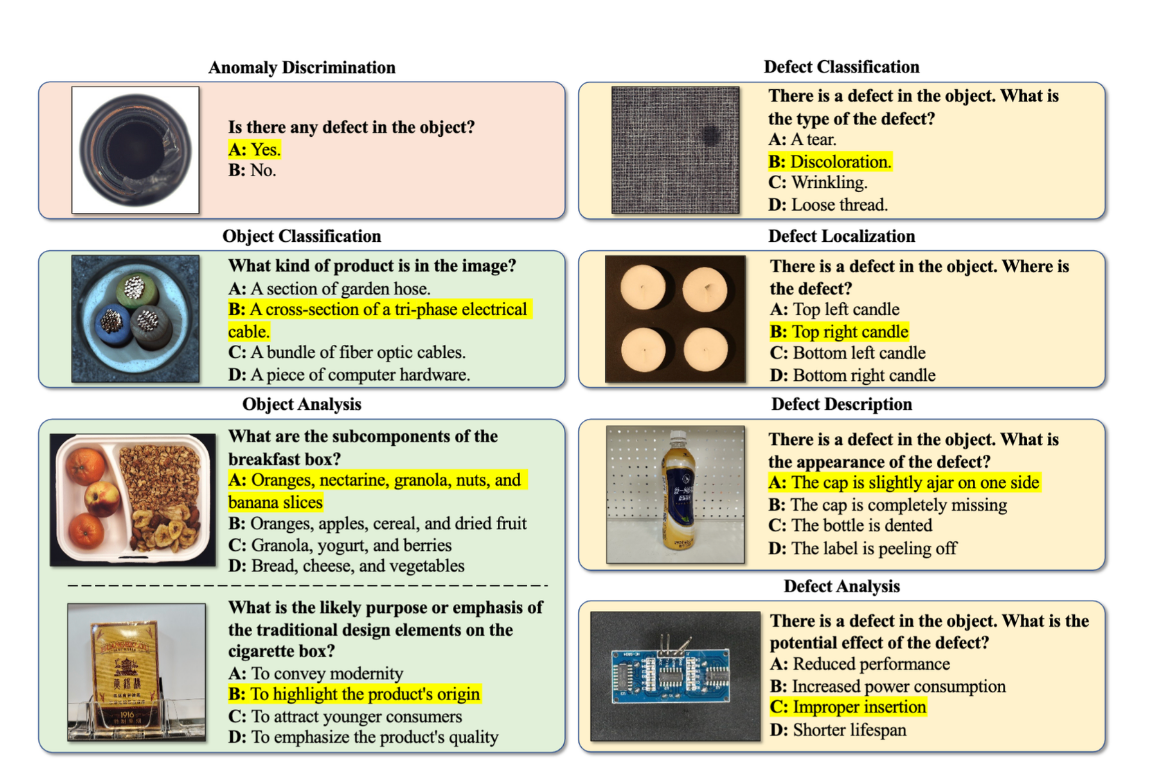 Anomaly Discrimination
Is there any defect in the object?
A: Yes.
B: No.
Object Classification
What kind of product is in the image?
A: A section of garden hose.
B: A cross-section of a tri-phase electrical
cable.
C: A bundle of fiber optic cables.
D: A piece of computer hardware.
Object Analysis
What are the subcomponents of the
breakfast box?
A: Oranges, nectarine, granola, nuts, and
banana slices
B: Oranges, apples, cereal, and dried fruit
C: Granola, yogurt, and berries
D: Bread, cheese, and vegetables
What is the likely purpose or emphasis of
the traditional design elements on the
cigarette box?
A: To convey modernity
B: To highlight the product's origin
C: To attract younger consumers
D: To emphasize the product's quality
1916
Defect Classification
There is a defect in the object. What is
the type of the defect?
A: A tear.
B: Discoloration.
C: Wrinkling.
D: Loose thread.
Defect Localization
There is a defect in the object. Where is
the defect?
A: Top left candle
B: Top right candle
C: Bottom left candle
D: Bottom right candle
Defect Description
There is a defect in the object. What is
the appearance of the defect?
A: The cap is slightly ajar on one side
B: The cap is completely missing
C: The bottle is dented
D: The label is peeling off
Defect Analysis
There is a defect in the object. What is the
potential effect of the defect?
A: Reduced performance
B: Increased power consumption
C: Improper insertion
D: Shorter lifespan